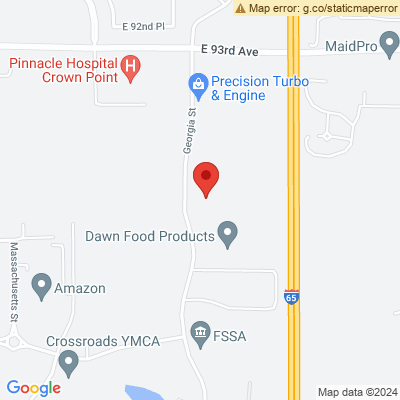 Map error: g.co/staticmaperror
E 92nd Pl
E 93rd Ave
MaidPro
Pinnacle Hospital
Crown Point
H
Precision Turbo
& Engine
Georgia St
Dawn Food Products
Massachusetts St
Amazon
65
FSSA
Crossroads YMCA
Google
Map data ©2024